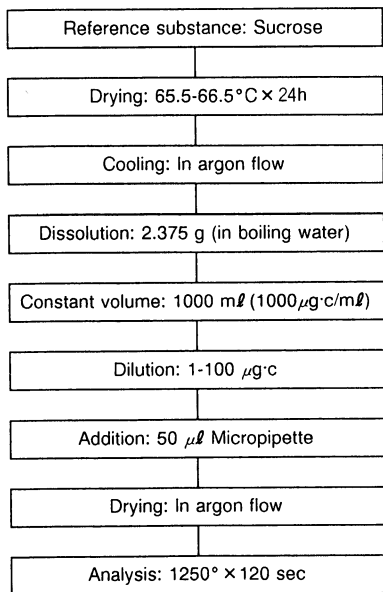 Reference substance: Sucrose
Drying: 65.5-66.5°C × 24h
Cooling: In argon flow
Dissolution: 2.375 g (in boiling water)
Constant volume: 1000 mℓ (1000μg·c/mℓ)
Dilution: 1-100 μg·c
Addition: 50 μℓ Micropipette
Drying: In argon flow
Analysis: 1250° × 120 sec